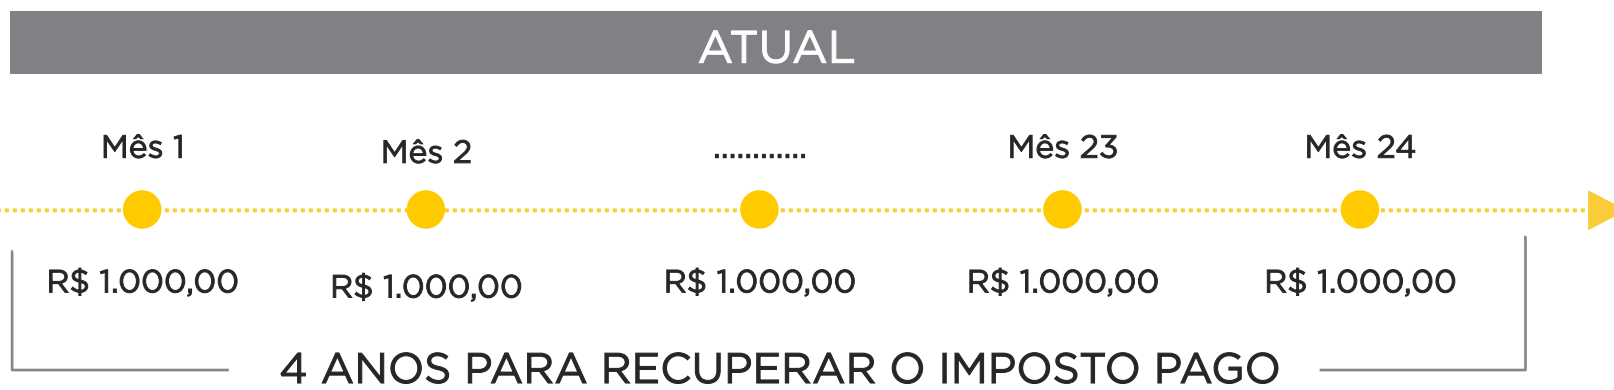 ATUAL
Mês 1 Mês 2 ............ Mês 23 Mês 24
R$ 1.000,00 R$ 1.000,00 R$ 1.000,00 R$ 1.000,00 R$ 1.000,00
4 ANOS PARA RECUPERAR O IMPOSTO PAGO